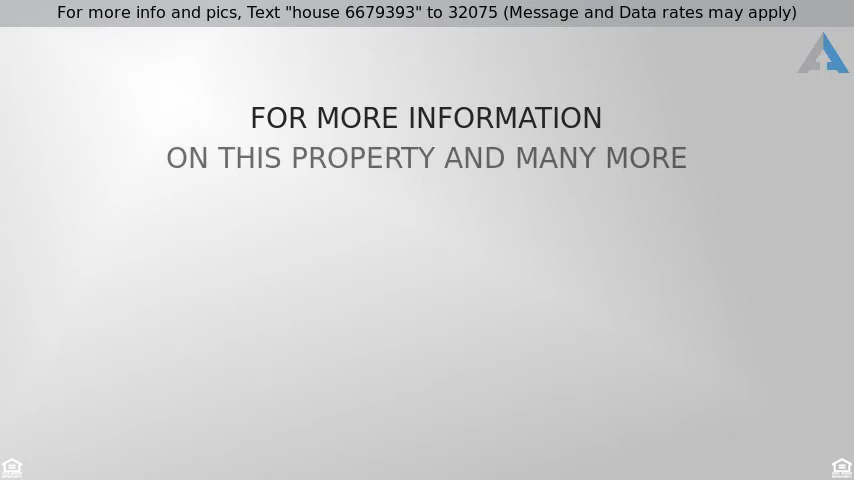 For more info and pics, Text "house 6679393" to 32075 (Message and Data rates may apply)
FOR MORE INFORMATION
ON THIS PROPERTY AND MANY MORE